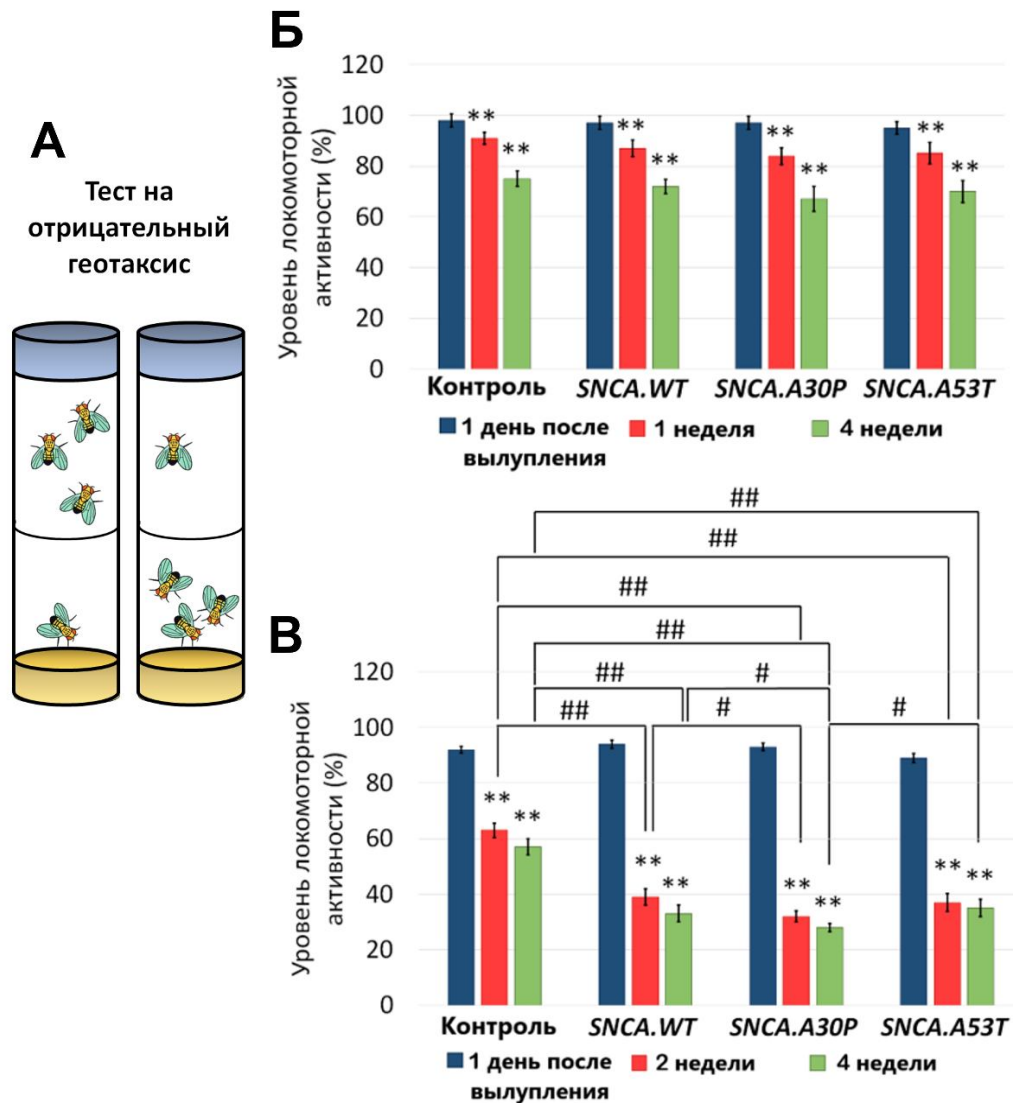 А
Тест на
отрицательный
геотаксис
Б
Уровень локомоторной
активности (%)
120
100
80
60
40
20
0
** ** ** ** ** ** ** **
Контроль SNCA.WT SNCA.A30P SNCA.A53T
1 день после вылупления 1 неделя 4 недели
В
##
##
##
##
## #
## # #
Уровень локомоторной
активности (%)
120
100
80
60
40
20
0
** ** ** ** ** ** ** **
Контроль SNCA.WT SNCA.A30P SNCA.A53T
1 день после вылупления 2 недели 4 недели